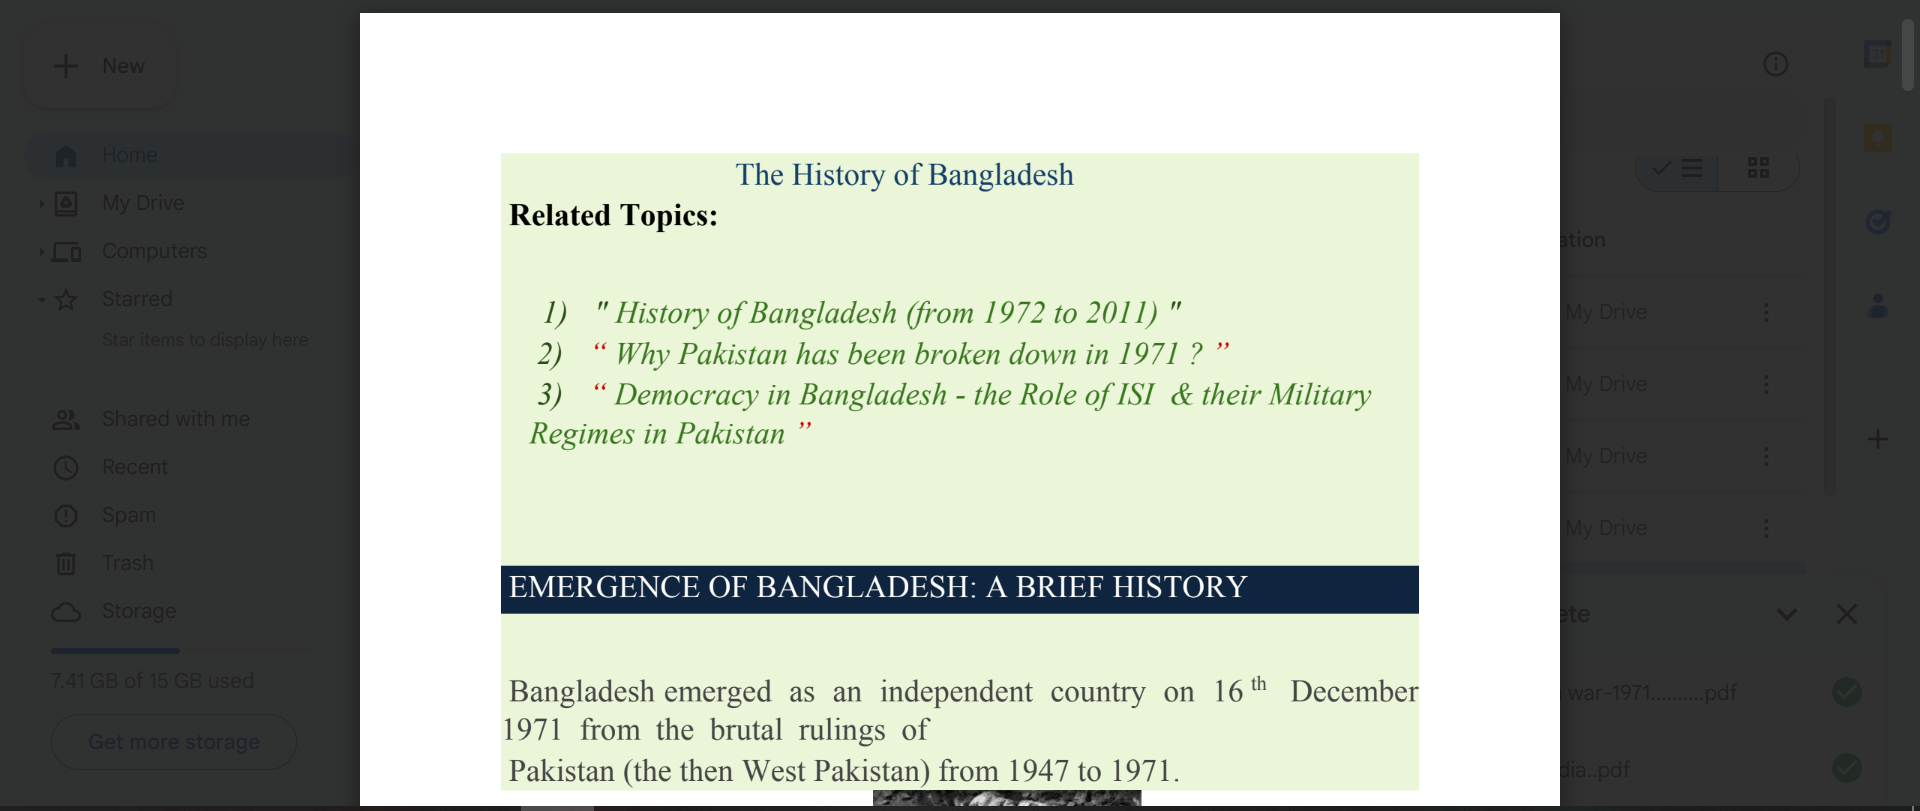 New
Home
My Drive
Computers
Starred
Star items to display here
Shared with me
Recent
Spam
Trash
Storage
7.41 GB of 15 GB used
Get more storage
The History of Bangladesh
Related Topics:
1) " History of Bangladesh (from 1972 to 2011) "
2) “ Why Pakistan has been broken down in 1971 ? ”
3) “ Democracy in Bangladesh - the Role of ISI & their Military
Regimes in Pakistan ”
EMERGENCE OF BANGLADESH: A BRIEF HISTORY
Bangladesh emerged as an independent country on 16 th December
1971 from the brutal rulings of
Pakistan (the then West Pakistan) from 1947 to 1971.
31
ation
My Drive
My Drive
My Drive
My Drive
ete
war-1971.........pdf
dia..pdf